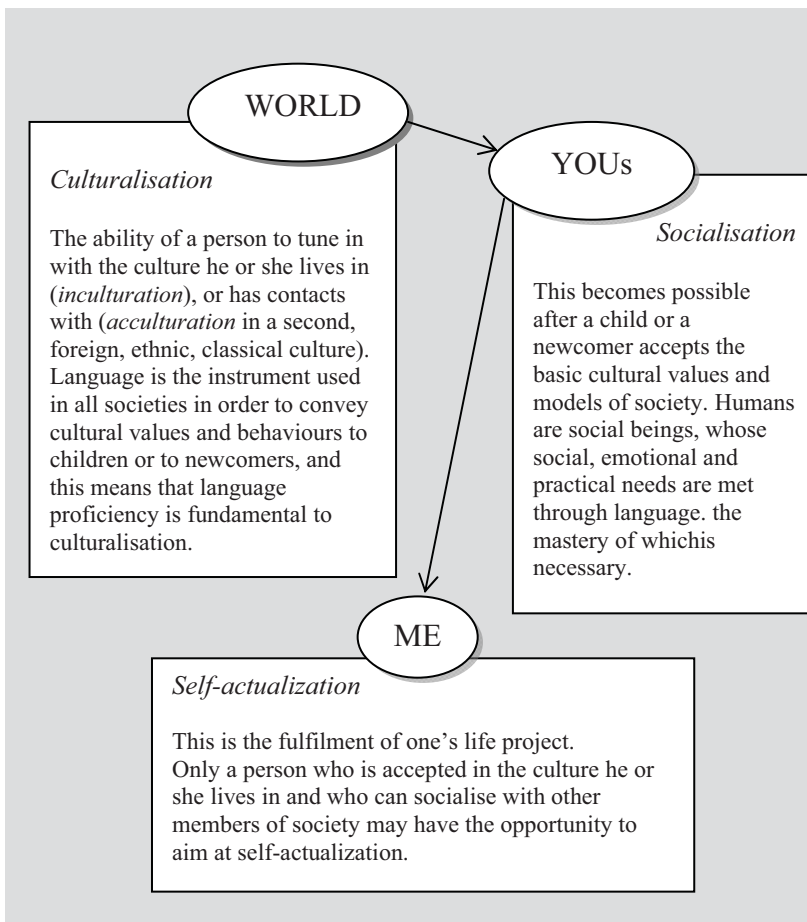 WORLD
Culturalisation
The ability of a person to tune in
with the culture he or she lives in
(inculturation), or has contacts
with (acculturation in a second,
foreign, ethnic, classical culture).
Language is the instrument used
in all societies in order to convey
cultural values and behaviours to
children or to newcomers, and
this means that language
proficiency is fundamental to
culturalisation.
YOUs
Socialisation
This becomes possible
after a child or a
newcomer accepts the
basic cultural values and
models of society. Humans
are social beings, whose
social, emotional and
practical needs are met
through language. the
mastery of whichis
necessary.
ME
Self-actualization
This is the fulfilment of one’s life project.
Only a person who is accepted in the culture he or
she lives in and who can socialise with other
members of society may have the opportunity to
aim at self-actualization.